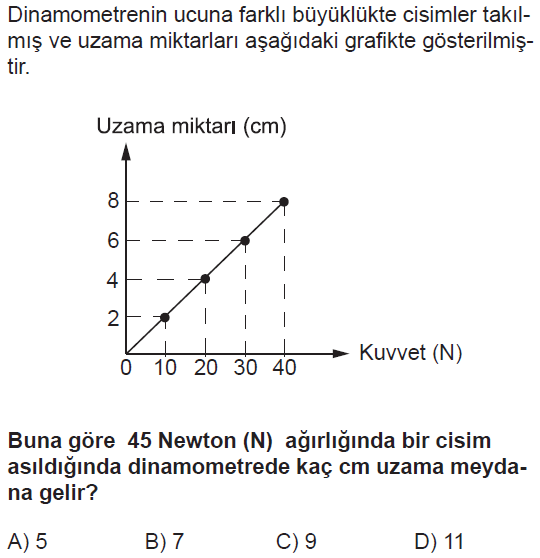 Dinamometrenin ucuna farklı büyüklükte cisimler takıl-
mış ve uzama miktarları aşağıdaki grafikte gösterilmiş-
tir.
Uzama miktarı (cm)
8
6
4
2
0 10 20 30 40
Kuvvet (N)
Buna göre 45 Newton (N) ağırlığında bir cisim
asıldığında dinamometrede kaç cm uzama meyda-
na gelir?
A) 5 B) 7 C) 9 D) 11